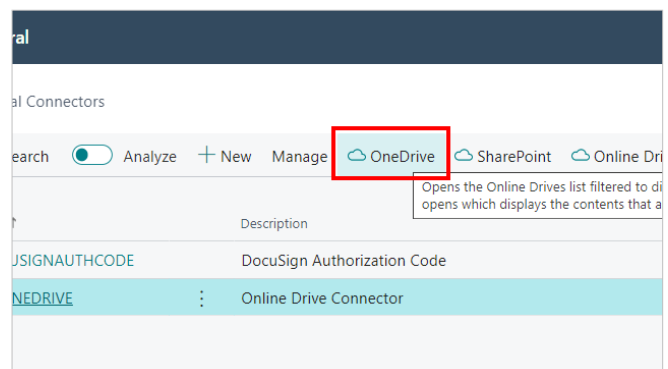 ral
al Connectors
earch Analyze New Manage OneDrive SharePoint Online Dri
Opens the Online Drives list filtered to di
opens which displays the contents that a
Description
USIGNAUTHCODE DocuSign Authorization Code
NEDRIVE Online Drive Connector